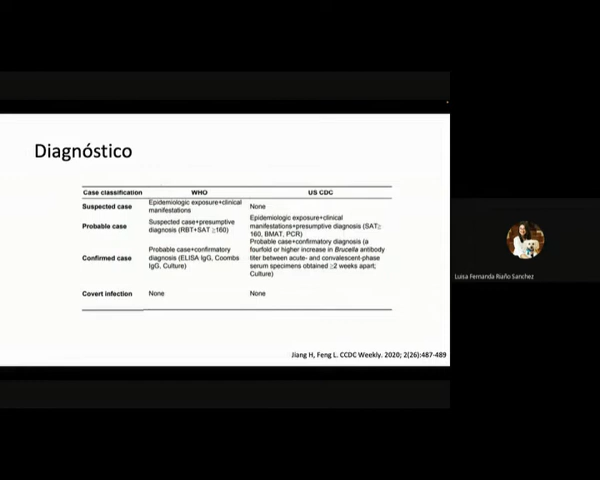 Diagnóstico
Case classification WHO US CDC
Suspected case Epidemiologic exposure+clinical manifestations None
Probable case Suspected case+presumptive diagnosis (RBT+SAT ≥160) Epidemiologic exposure+clinical manifestations+presumptive diagnosis (SAT≥ 160, BMAT, PCR)
Confirmed case Probable case+confirmatory diagnosis (ELISA IgG, Coombs IgG, Culture) Probable case+confirmatory diagnosis (a fourfold or higher increase in Brucella antibody titer between acute- and convalescent-phase serum specimens obtained ≥2 weeks apart; Culture)
Covert infection None None
Jiang H, Feng L. CCDC Weekly. 2020; 2(26):487-489
Luisa Fernanda Riaño Sanchez